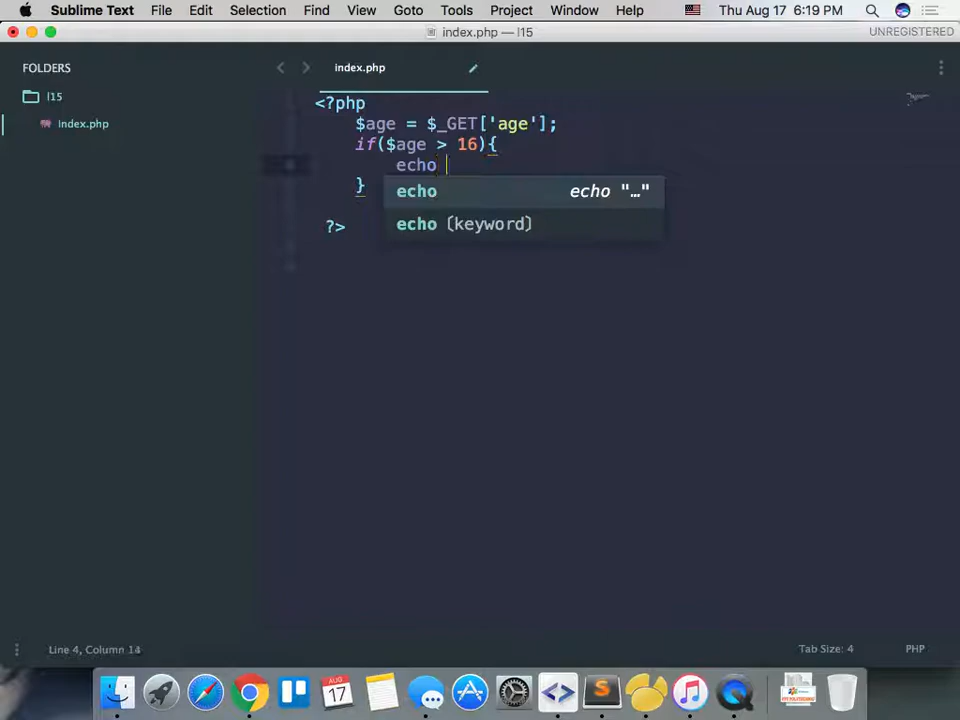 Sublime Text File Edit Selection Find View Goto Tools Project Window Help Thu Aug 17 6:19 PM
index.php — l15 UNREGISTERED
FOLDERS
l15
index.php
index.php
<?php
$age = $_GET['age'];
if($age > 16){
echo
echo echo "…"
echo (keyword)
}
?>
Line 4, Column 14 Tab Size: 4 PHP
AUG
17